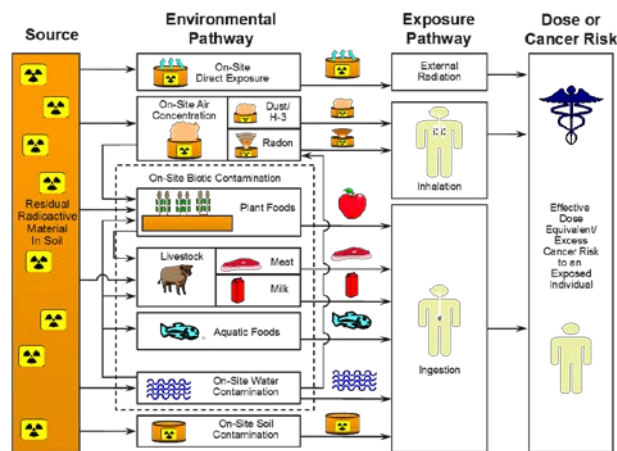 Source
Environmental
Pathway
Exposure
Pathway
Dose or
Cancer Risk
On-Site
Direct Exposure
External
Radiation
On-Site Air
Concentration
Dust/
H-3
Radon
Inhalation
On-Site Biotic Contamination
Plant Foods
Residual
Radioactive
Material
In Soil
Livestock
Meat
Milk
Aquatic Foods
On-Site Water
Contamination
On-Site Soil
Contamination
Ingestion
Effective
Dose
Equivalent/
Excess
Cancer Risk
to an
Exposed
Individual